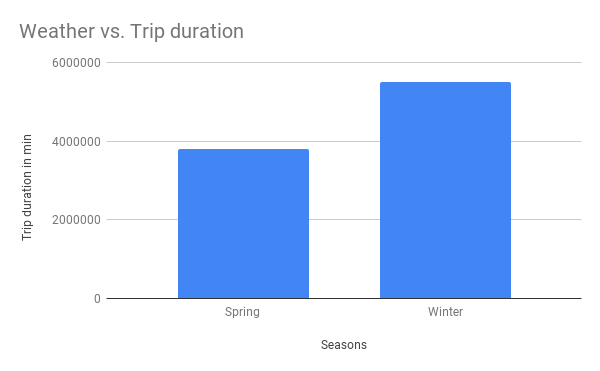 Weather vs. Trip duration
6000000
4000000
2000000
0
Trip duration in min
Spring
Winter
Seasons